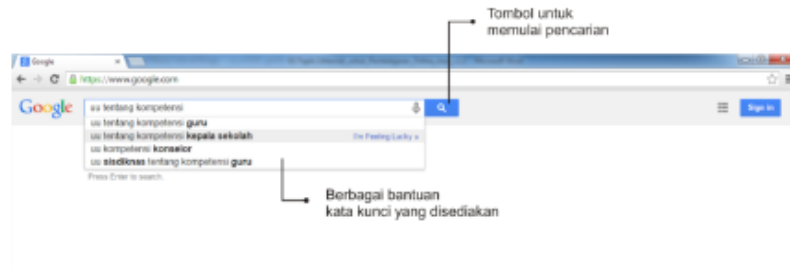 Tombol untuk
memulai pencarian
Google
https://www.google.com
Google uu tentang kompetensi Sign in
uu tentang kompetensi guru
uu tentang kompetensi kepala sekolah I'm Feeling Lucky »
uu kompetensi konselor
uu sisdiknas tentang kompetensi guru
Press Enter to search.
Berbagai bantuan
kata kunci yang disediakan